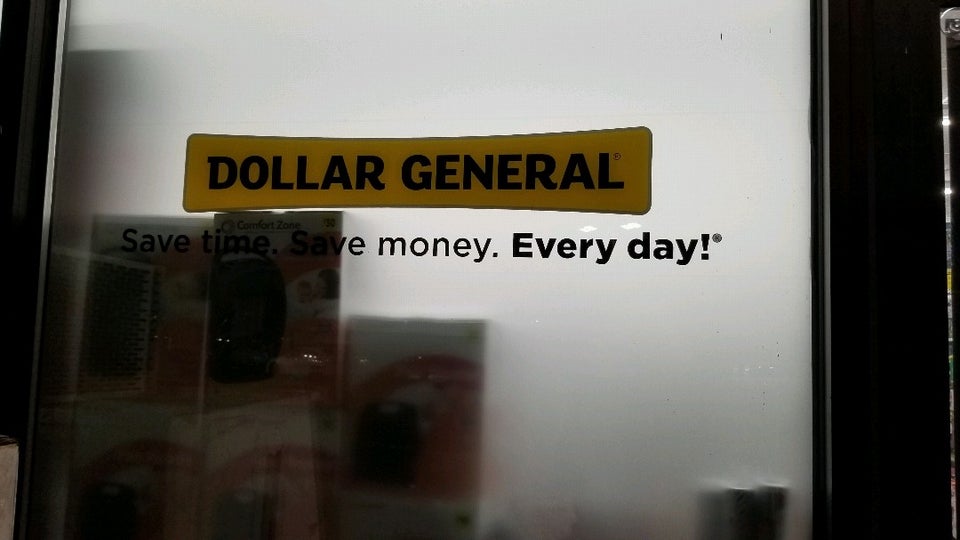 DOLLAR GENERAL®
Comfort Zone
Save time. Save money. Every day!®